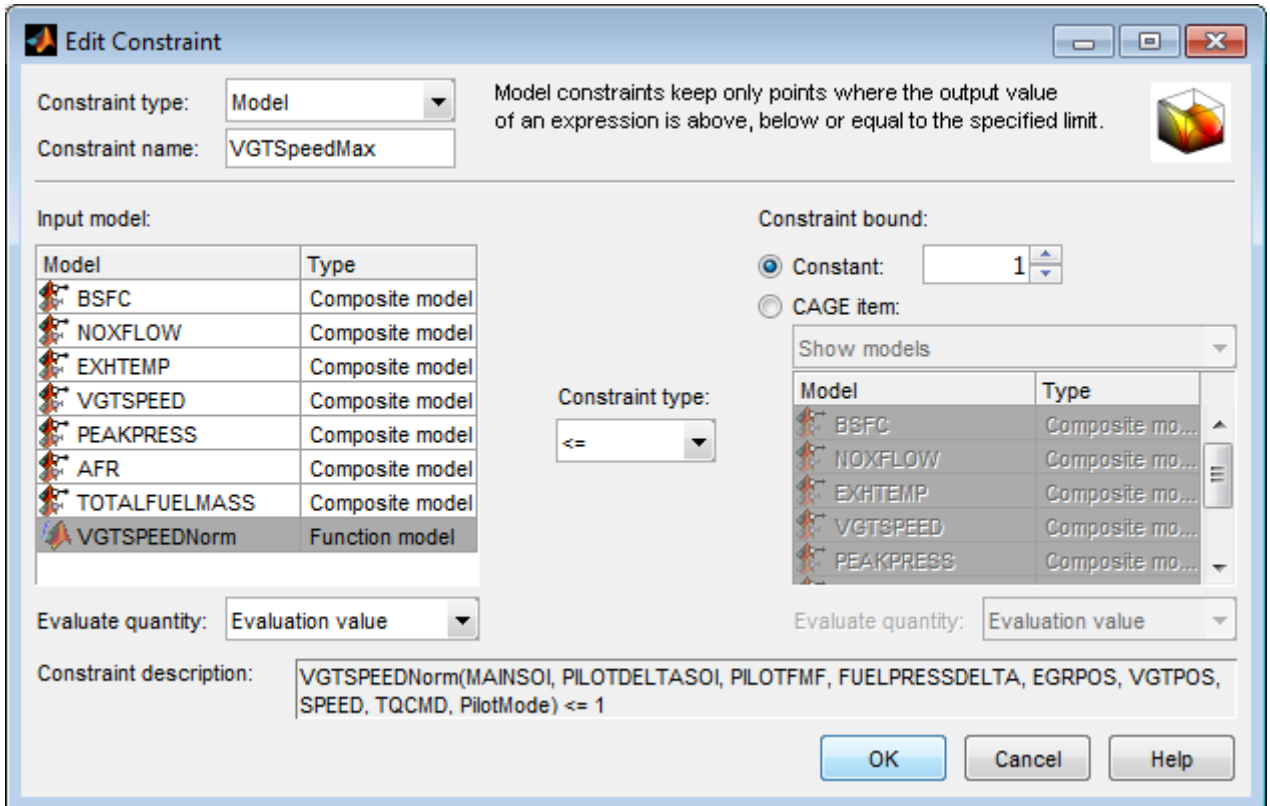 Edit Constraint
Constraint type: Model
Model constraints keep only points where the output value
of an expression is above, below or equal to the specified limit.
Constraint name: VGTSpeedMax
Input model:
Model Type
BSFC Composite model
NOXFLOW Composite model
EXHTEMP Composite model
VGTSPEED Composite model
PEAKPRESS Composite model
AFR Composite model
TOTALFUELMASS Composite model
VGTSPEEDNorm Function model
Evaluate quantity: Evaluation value
Constraint type:
<=
Constraint bound:
Constant: 1
CAGE item:
Show models
Model Type
BSFC Composite mo...
NOXFLOW Composite mo...
EXHTEMP Composite mo...
VGTSPEED Composite mo...
PEAKPRESS Composite mo...
Evaluate quantity: Evaluation value
Constraint description: VGTSPEEDNorm(MAINSOI, PILOTDELTASOI, PILOTFMF, FUELPRESSDELTA, EGRPOS, VGTPOS,
SPEED, TQCMD, PilotMode) <= 1
OK Cancel Help